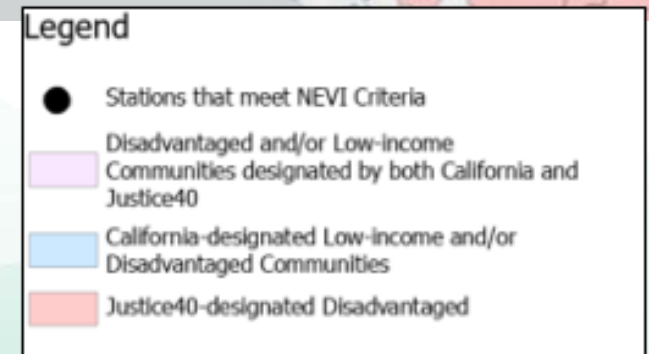 Legend
Stations that meet NEVI Criteria
Disadvantaged and/or Low-income
Communities designated by both California and
Justice40
California-designated Low-income and/or
Disadvantaged Communities
Justice40-designated Disadvantaged